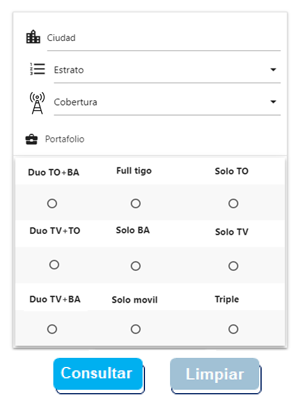 Ciudad
Estrato
Cobertura
Portafolio
Duo TO+BA Full tigo Solo TO
Duo TV+TO Solo BA Solo TV
Duo TV+BA Solo movil Triple
Consultar Limpiar